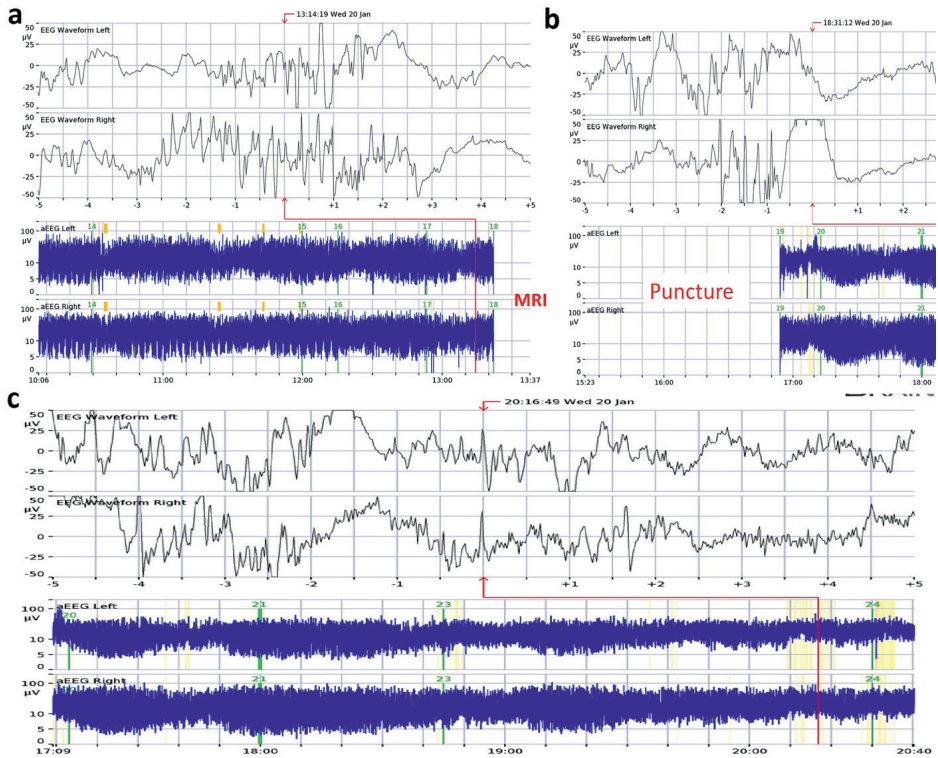 a
13:14:19 Wed 20 Jan
50
µV
25
0
-25
EEG Waveform Left
50
µV
25
0
-25
-50
EEG Waveform Right
-5 -4 -3 -2 -1 +1 +2 +3 +4 +5
100
µV
10
5
0
aEEG Left
14 15 16 17 18
100
µV
10
5
0
aEEG Right
14 15 16 17 18
MRI
10:06 11:00 12:00 13:00 13:37
b
18:31:12 Wed 20 Jan
50
µV
25
0
-25
-50
EEG Waveform Left
50
µV
25
0
-25
-50
EEG Waveform Right
-5 -4 -3 -2 -1 +1 +2
100
µV
10
5
0
aEEG Left
19 20 21
Puncture
100
µV
10
5
0
aEEG Right
19 20 21
15:23 16:00 17:00 18:00
c
20:16:49 Wed 20 Jan
50
µV
25
0
-25
-50
EEG Waveform Left
50
µV
25
0
-25
-50
EEG Waveform Right
-5 -4 -3 -2 -1 +1 +2 +3 +4 +5
100
µV
10
5
0
aEEG Left
20 21 23 24
100
µV
10
5
0
aEEG Right
21 23 24
17:09 18:00 19:00 20:00 20:40